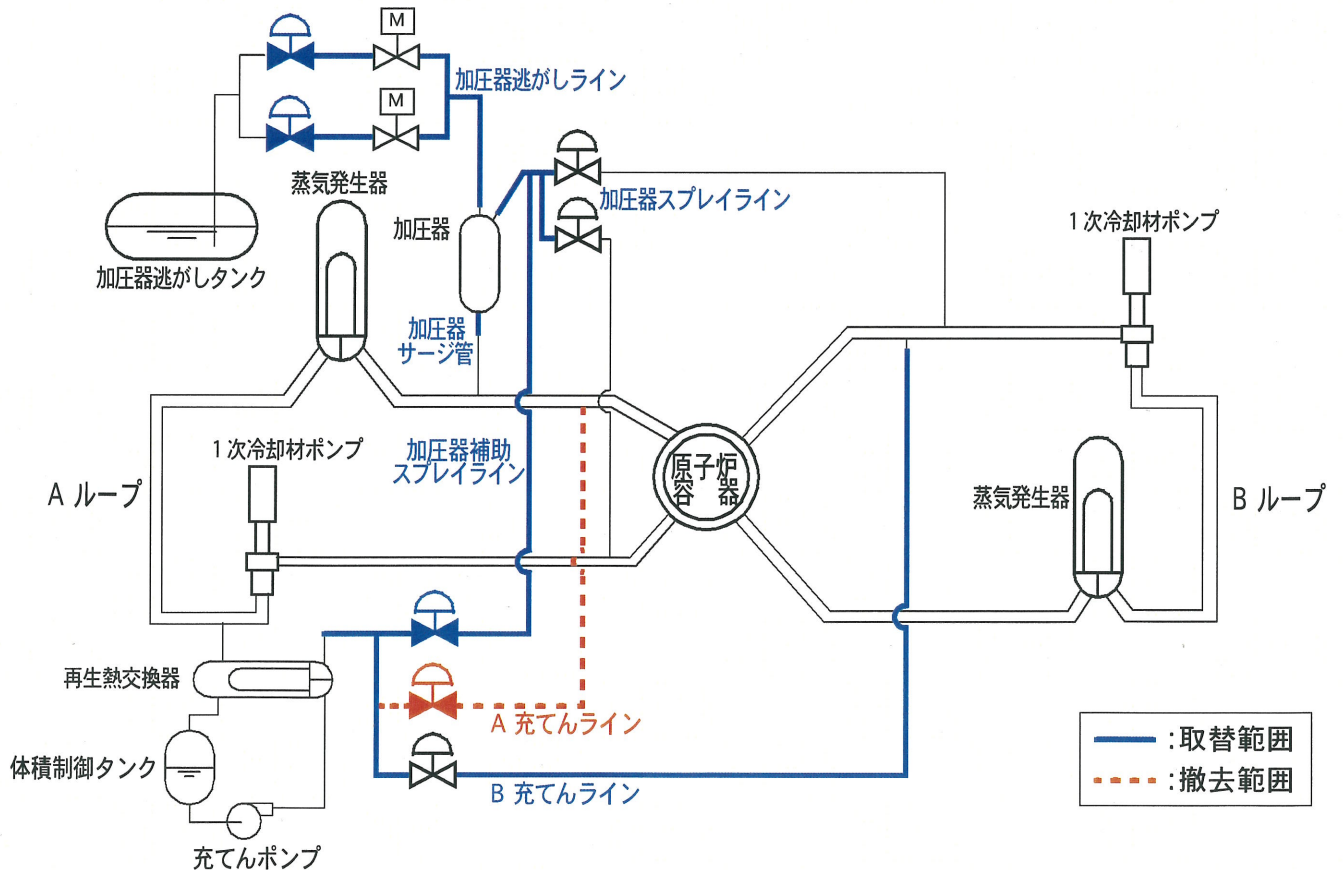 M
加圧器逃がしライン
M
蒸気発生器
加圧器
加圧器スプレイライン
1次冷却材ポンプ
加圧器逃がしタンク
加圧器
サージ管
1次冷却材ポンプ
加圧器補助
スプレイライン
原子炉
容器
A ループ
蒸気発生器
B ループ
再生熱交換器
A 充てんライン
体積制御タンク
B 充てんライン
充てんポンプ
:取替範囲
:撤去範囲